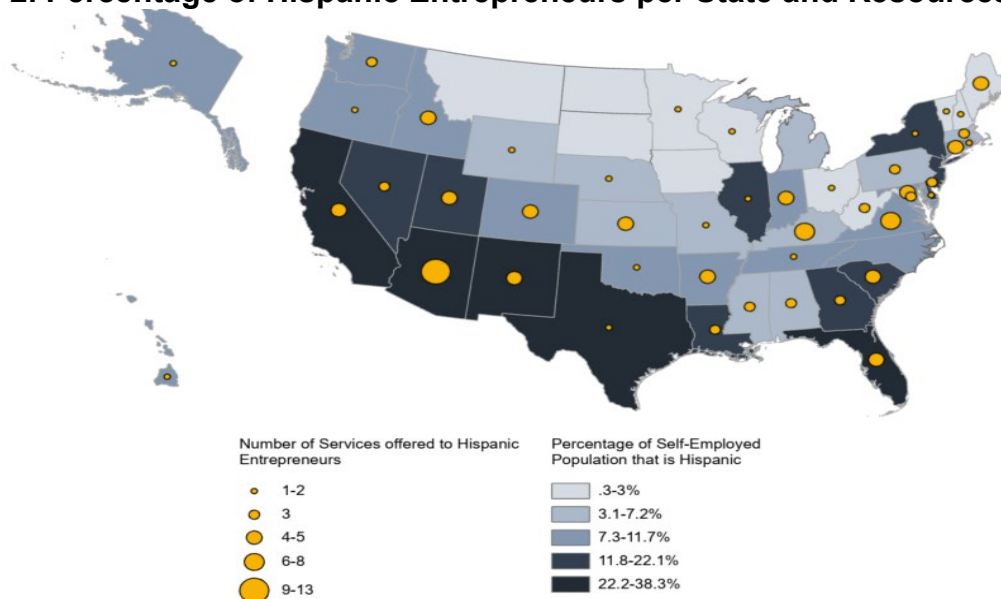 2. Percentage of Hispanic Entrepreneurs per State and Resources
Number of Services offered to Hispanic
Entrepreneurs
1-2
3
4-5
6-8
9-13
Percentage of Self-Employed
Population that is Hispanic
.3-3%
3.1-7.2%
7.3-11.7%
11.8-22.1%
22.2-38.3%